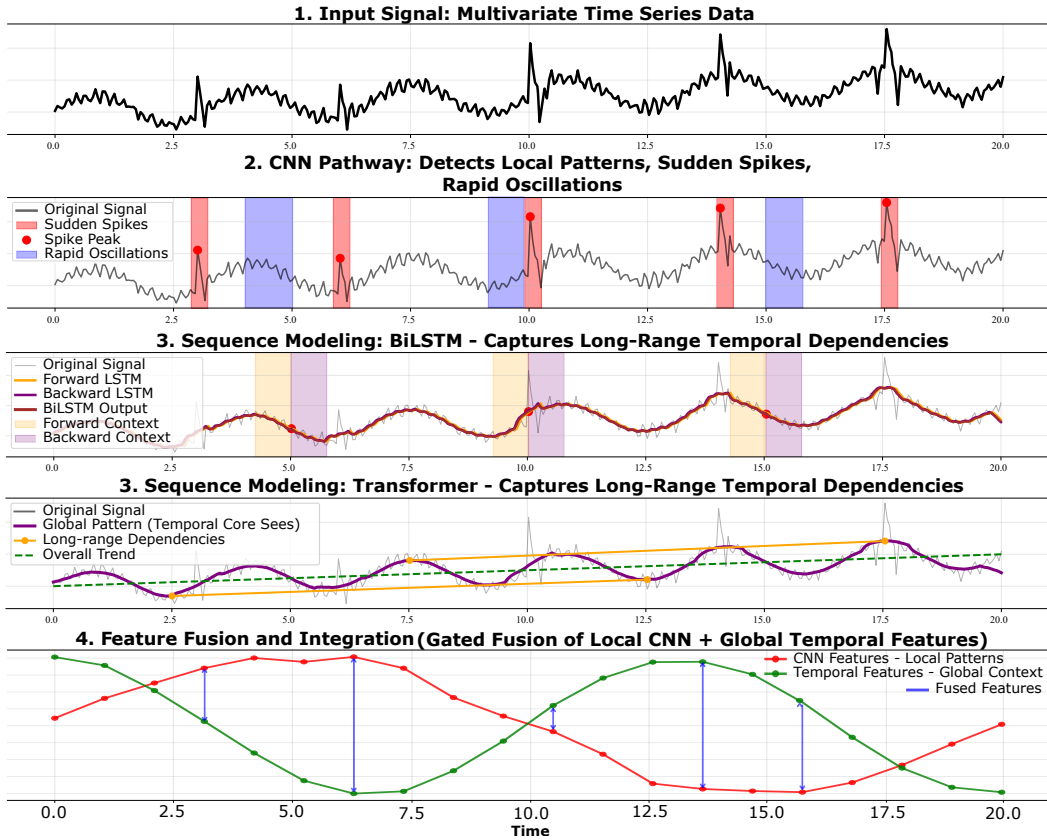 1. Input Signal: Multivariate Time Series Data
0.0 2.5 5.0 7.5 10.0 12.5 15.0 17.5 20.0
2. CNN Pathway: Detects Local Patterns, Sudden Spikes,
Rapid Oscillations
Original Signal
Sudden Spikes
Spike Peak
Rapid Oscillations
0.0 2.5 5.0 7.5 10.0 12.5 15.0 17.5 20.0
3. Sequence Modeling: BiLSTM - Captures Long-Range Temporal Dependencies
Original Signal
Forward LSTM
Backward LSTM
BiLSTM Output
Forward Context
Backward Context
0.0 2.5 5.0 7.5 10.0 12.5 15.0 17.5 20.0
3. Sequence Modeling: Transformer - Captures Long-Range Temporal Dependencies
Original Signal
Global Pattern (Temporal Core Sees)
Long-range Dependencies
Overall Trend
0.0 2.5 5.0 7.5 10.0 12.5 15.0 17.5 20.0
4. Feature Fusion and Integration (Gated Fusion of Local CNN + Global Temporal Features)
CNN Features - Local Patterns
Temporal Features - Global Context
Fused Features
0.0 2.5 5.0 7.5 10.0 12.5 15.0 17.5 20.0
Time